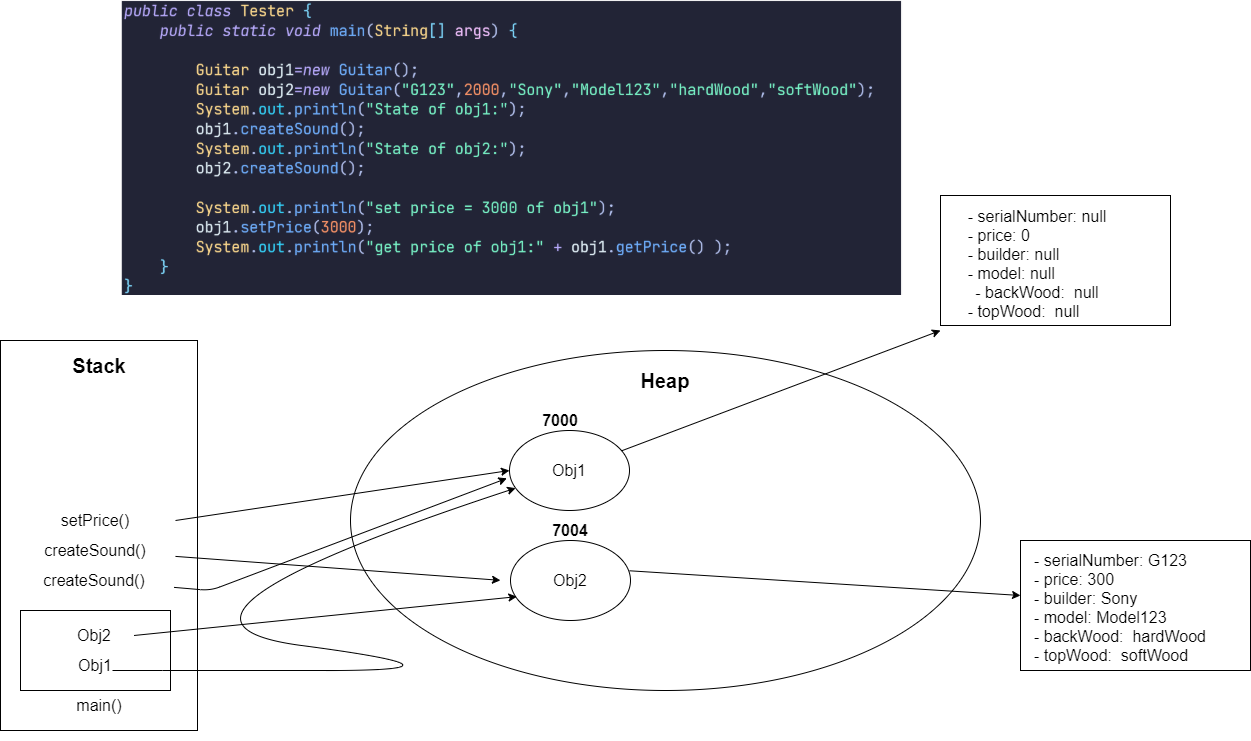 public class Tester {
public static void main(String[] args) {
Guitar obj1=new Guitar();
Guitar obj2=new Guitar("G123",2000,"Sony","Model123","hardWood","softWood");
System.out.println("State of obj1:");
obj1.createSound();
System.out.println("State of obj2:");
obj2.createSound();
System.out.println("set price = 3000 of obj1");
obj1.setPrice(3000);
System.out.println("get price of obj1:" + obj1.getPrice() );
}
}
- serialNumber: null
- price: 0
- builder: null
- model: null
- backWood: null
- topWood: null
Stack
Heap
7000
Obj1
setPrice()
7004
createSound()
createSound()
Obj2
- serialNumber: G123
- price: 300
- builder: Sony
- model: Model123
- backWood: hardWood
- topWood: softWood
Obj2
Obj1
main()